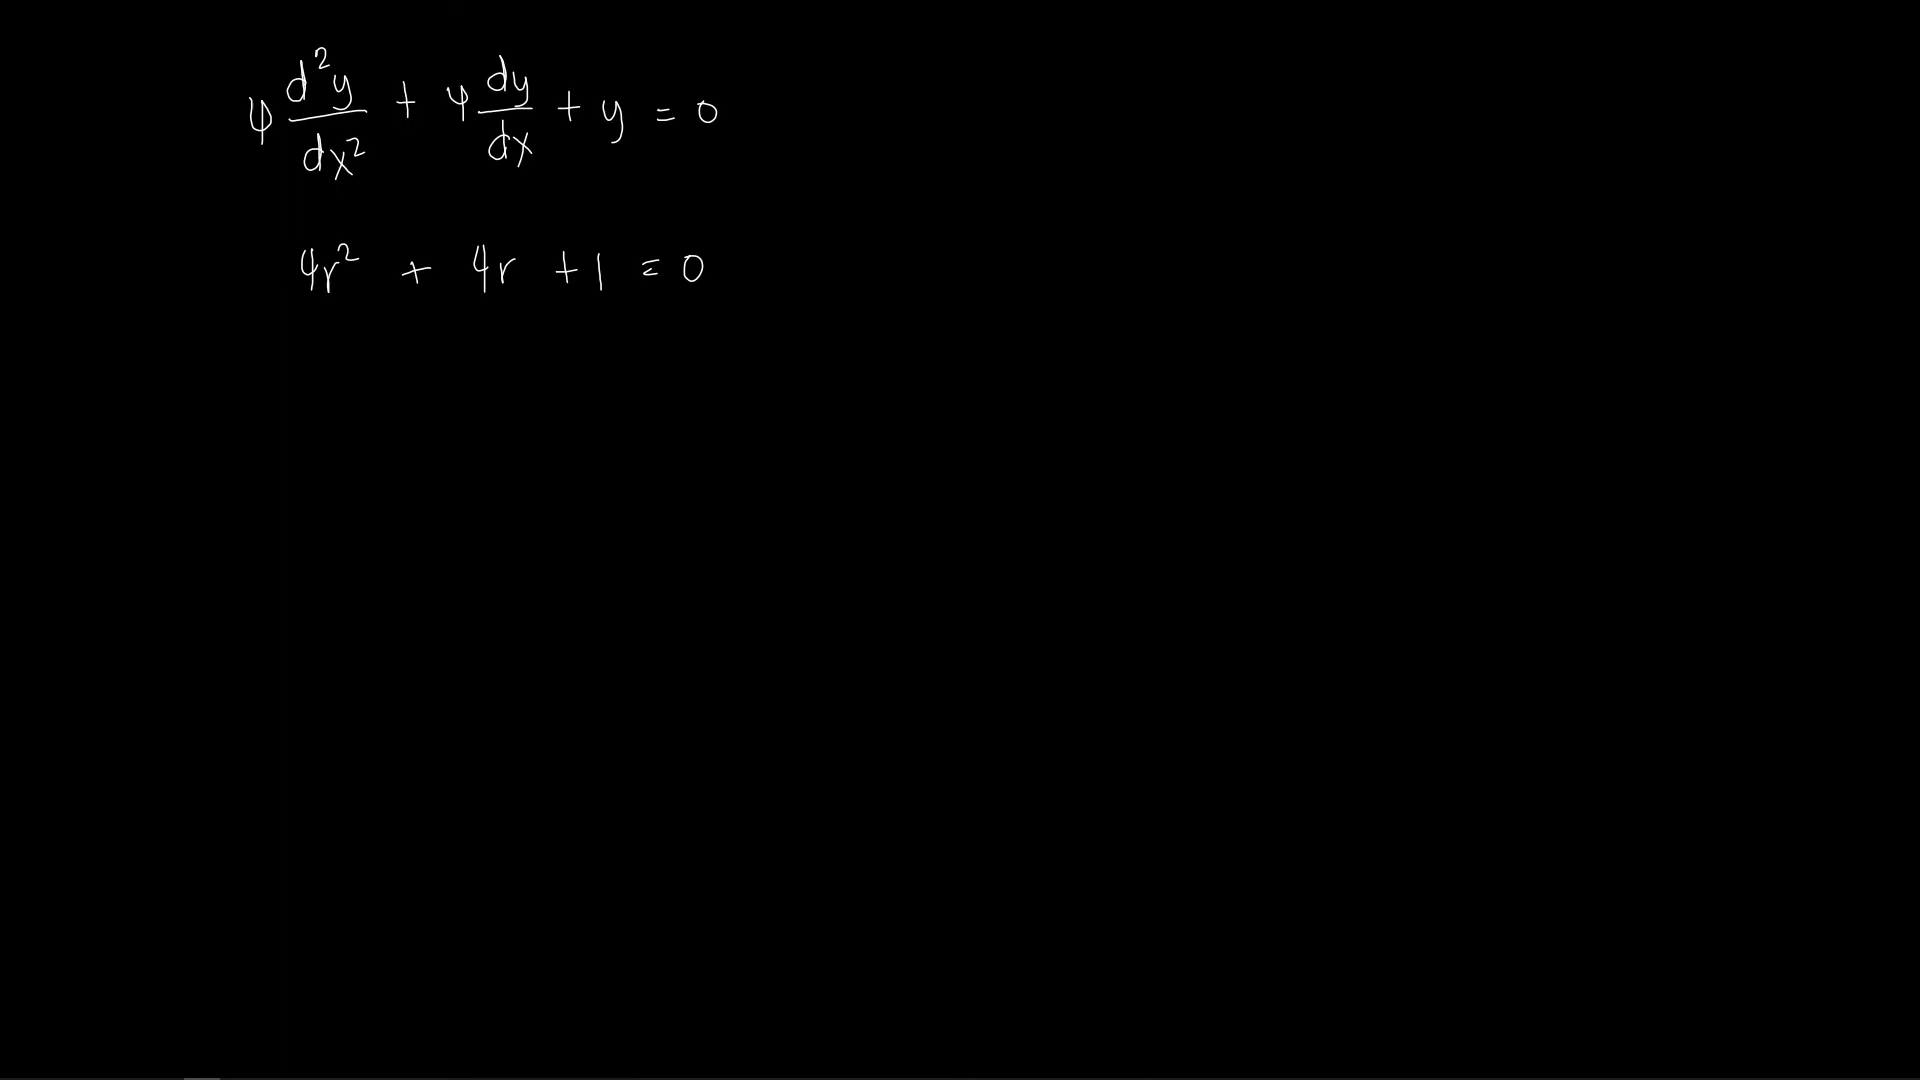 4 d²y/dx² + 4 dy/dx + y = 0
4r² + 4r + 1 = 0